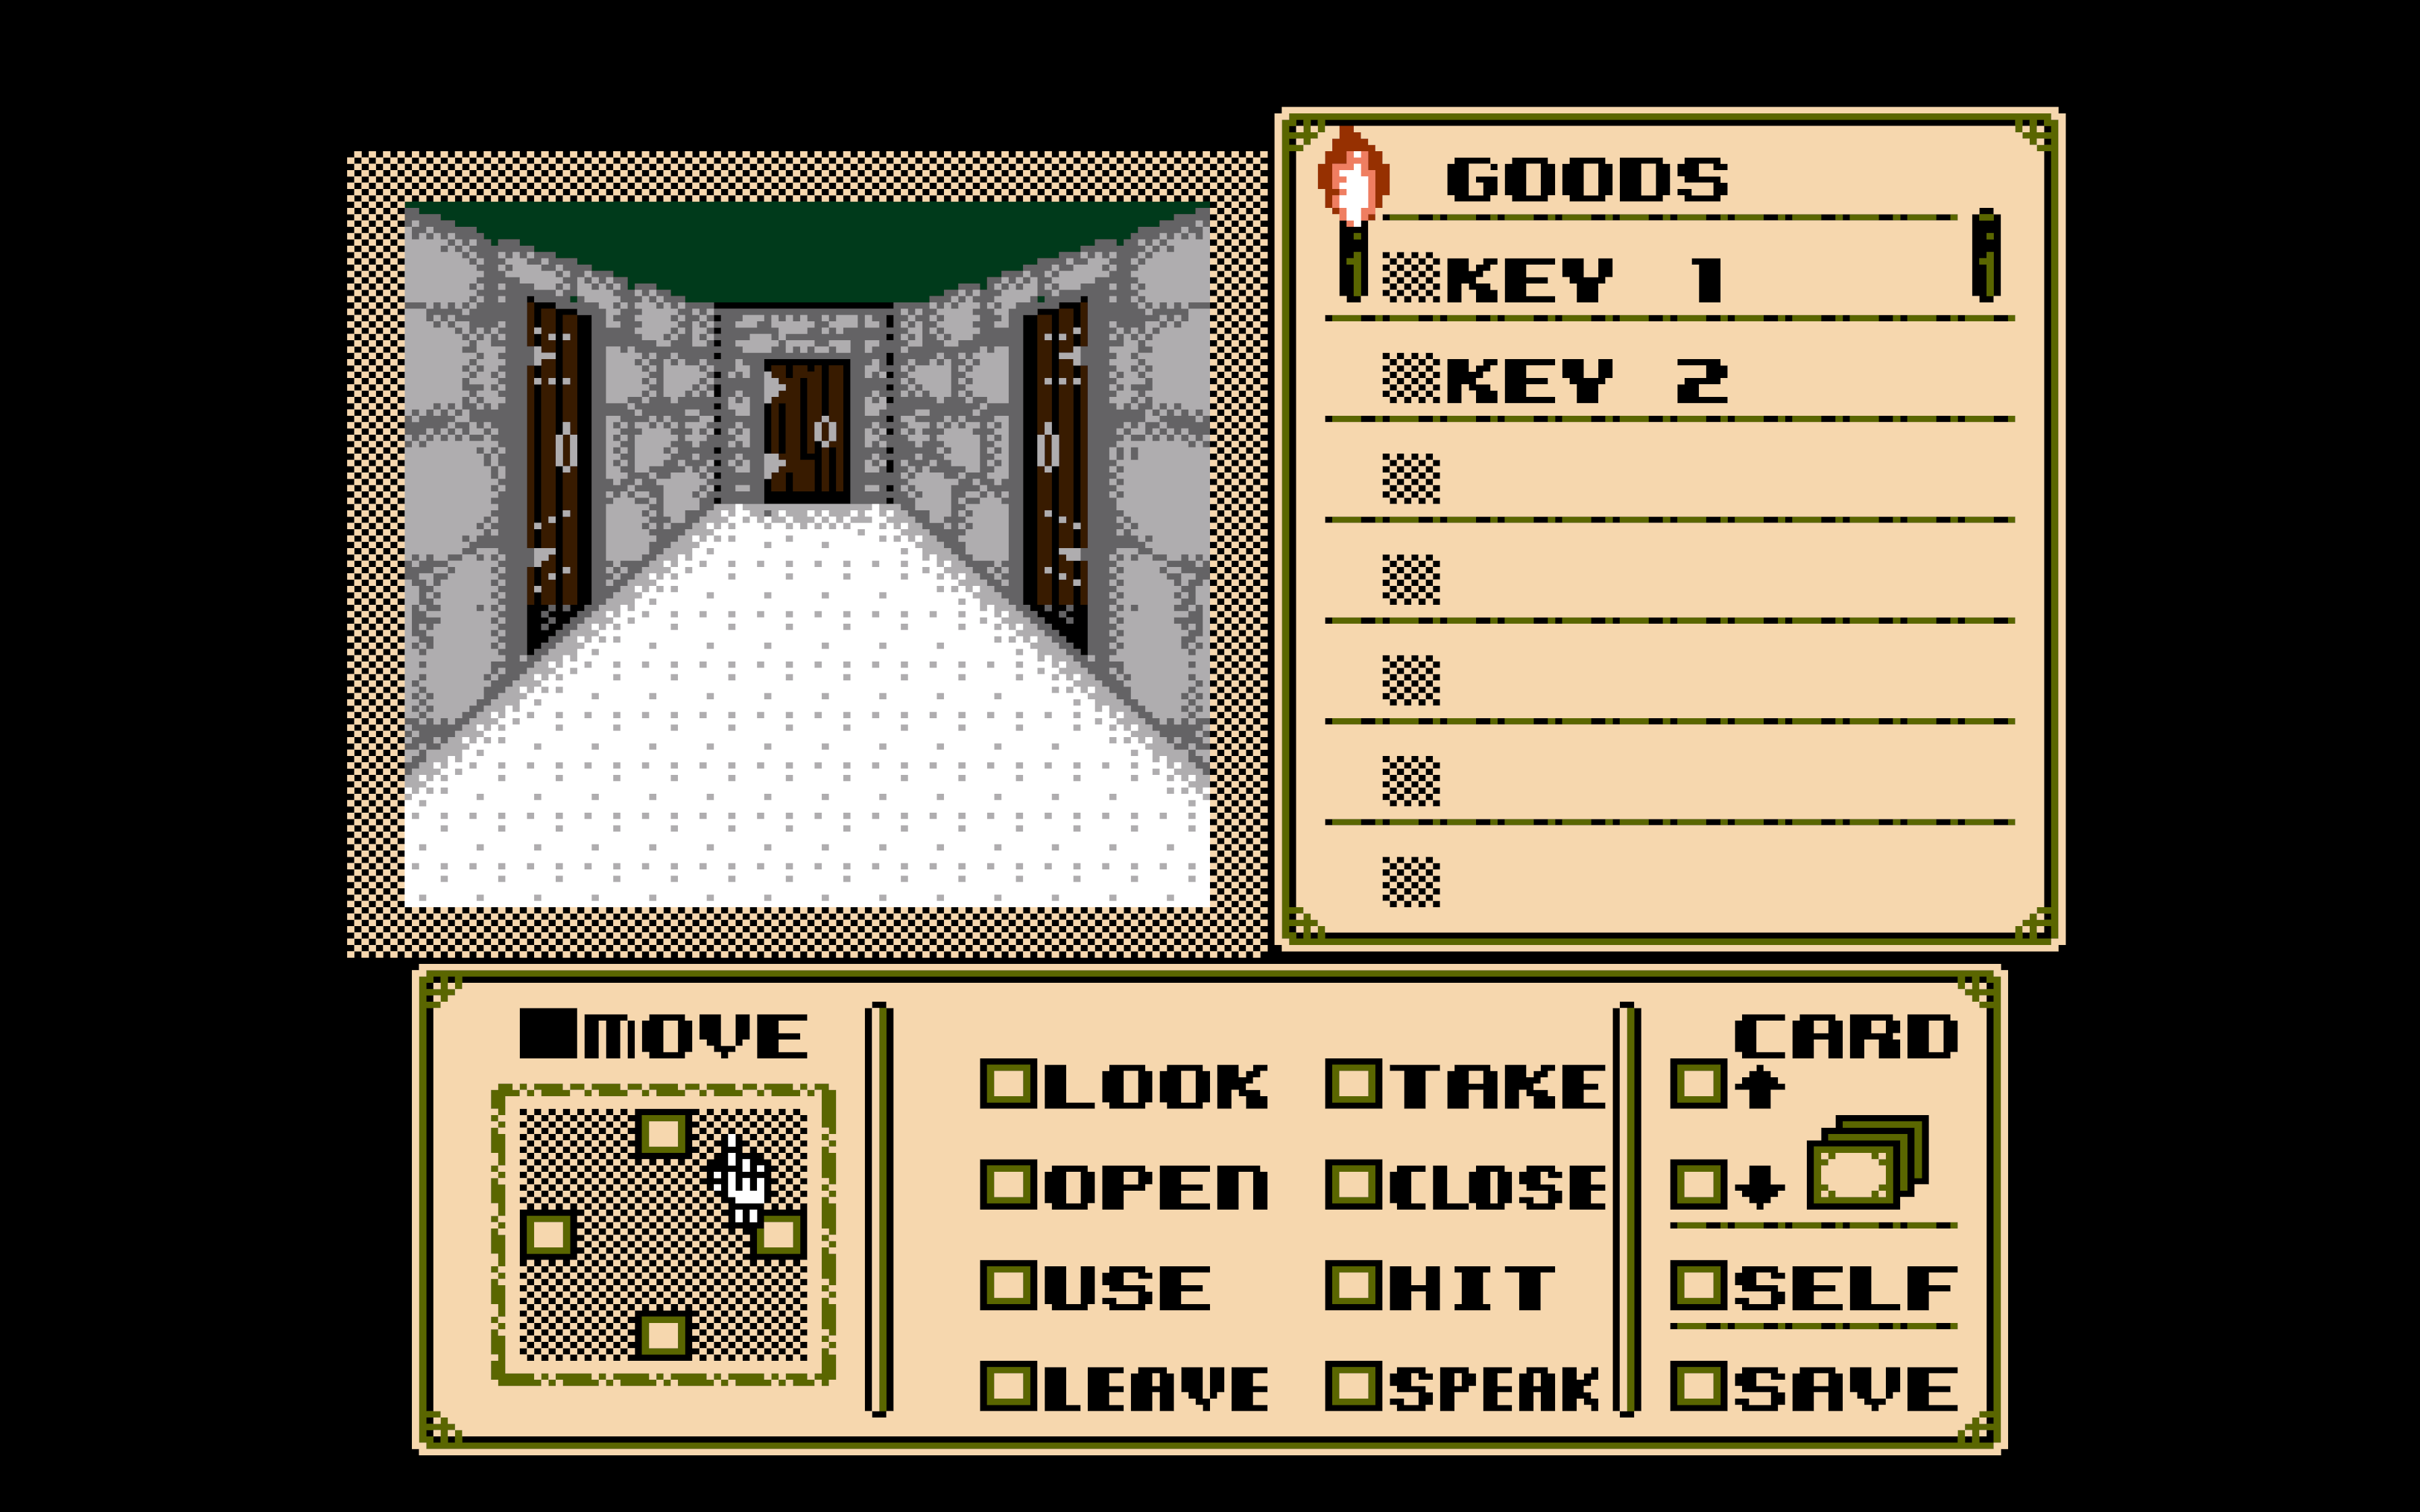 GOODS
KEY 1
KEY 2
MOVE
LOOK TAKE
OPEN CLOSE
USE HIT
LEAVE SPEAK
CARD
SELF
SAVE